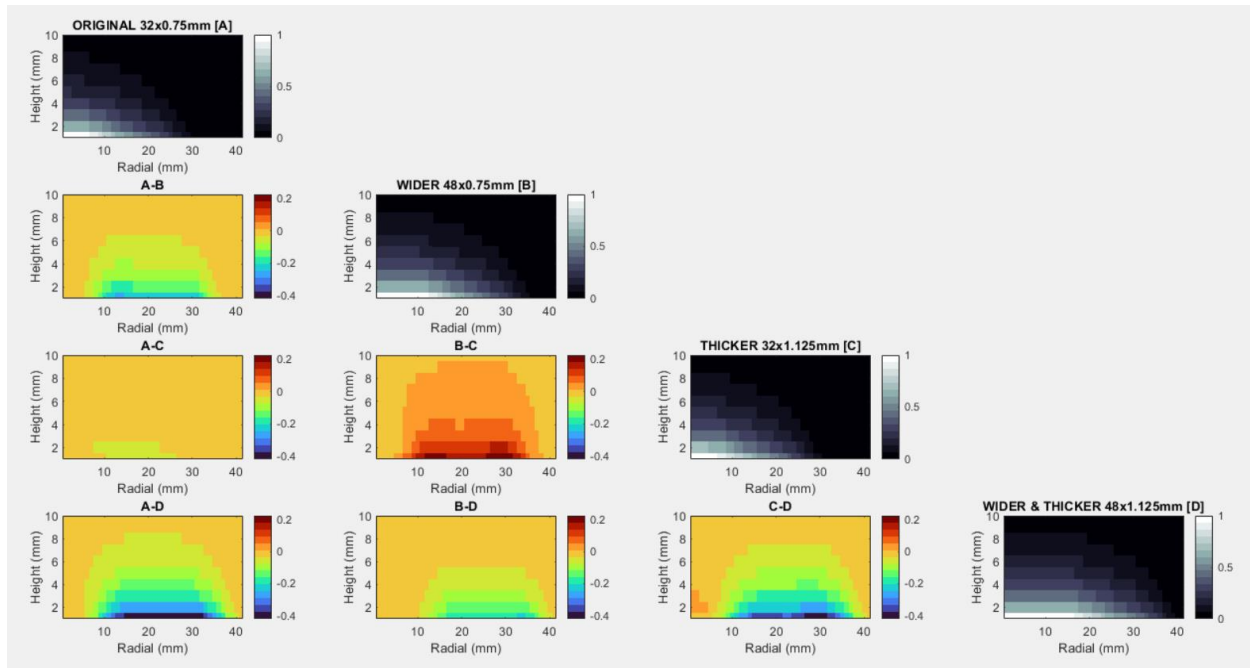 ORIGINAL 32x0.75mm [A]
10
8
6
4
2
Height (mm)
10 20 30 40
Radial (mm)
1
0.5
0
A-B
10
8
6
4
2
Height (mm)
10 20 30 40
Radial (mm)
0.2
0
-0.2
-0.4
WIDER 48x0.75mm [B]
10
8
6
4
2
Height (mm)
10 20 30 40
Radial (mm)
1
0.5
0
A-C
10
8
6
4
2
Height (mm)
10 20 30 40
Radial (mm)
0.2
0
-0.2
-0.4
B-C
10
8
6
4
2
Height (mm)
10 20 30 40
Radial (mm)
0.2
0
-0.2
-0.4
THICKER 32x1.125mm [C]
10
8
6
4
2
Height (mm)
10 20 30 40
Radial (mm)
1
0.5
0
A-D
10
8
6
4
2
Height (mm)
10 20 30 40
Radial (mm)
0.2
0
-0.2
-0.4
B-D
10
8
6
4
2
Height (mm)
10 20 30 40
Radial (mm)
0.2
0
-0.2
-0.4
C-D
10
8
6
4
2
Height (mm)
10 20 30 40
Radial (mm)
0.2
0
-0.2
-0.4
WIDER & THICKER 48x1.125mm [D]
10
8
6
4
2
Height (mm)
10 20 30 40
Radial (mm)
1
0.5
0